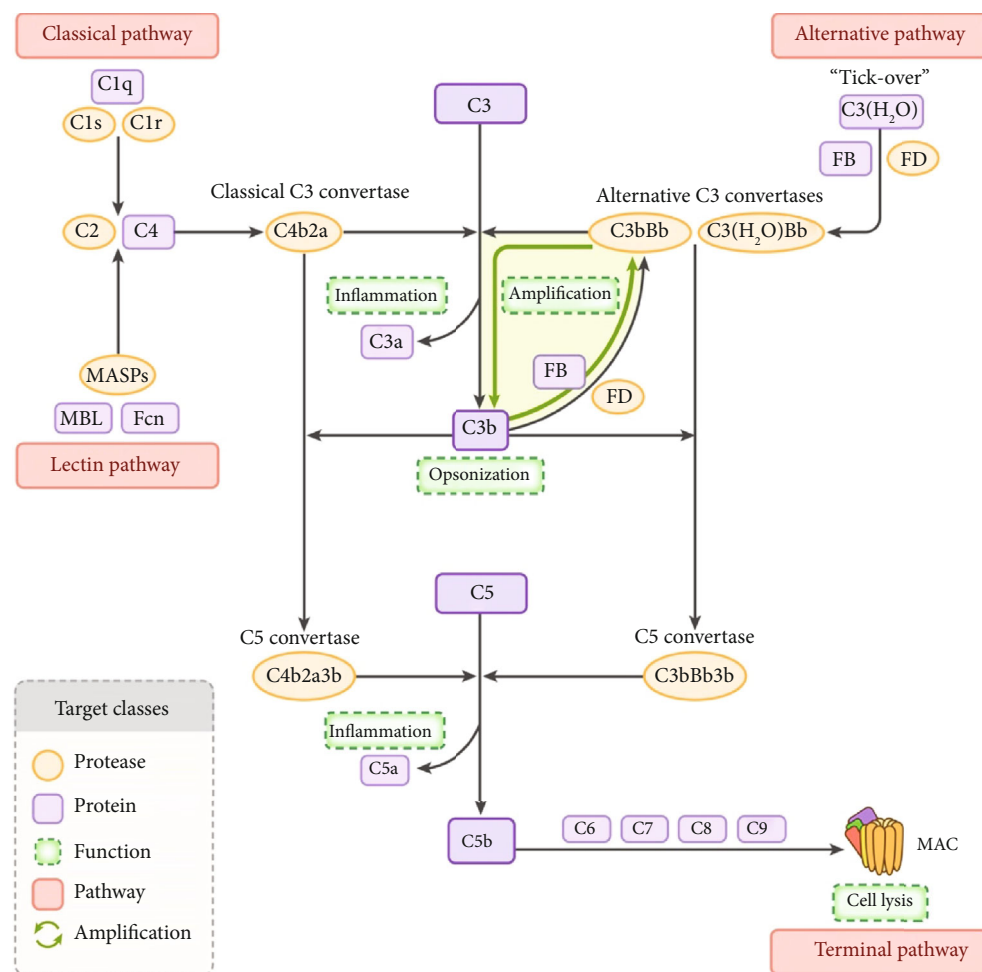 Classical pathway
C1q
C1s
C1r
C2
C4
MASPs
MBL
Fcn
Lectin pathway
Classical C3 convertase
C4b2a
C3
Inflammation
C3a
Alternative pathway
“Tick-over”
C3(H₂O)
FB
FD
Alternative C3 convertases
C3bBb
C3(H₂O)Bb
Amplification
FB
FD
C3b
Opsonization
C5
C5 convertase
C4b2a3b
C5 convertase
C3bBb3b
Inflammation
C5a
C5b
C6
C7
C8
C9
MAC
Cell lysis
Terminal pathway
Target classes
Protease
Protein
Function
Pathway
Amplification